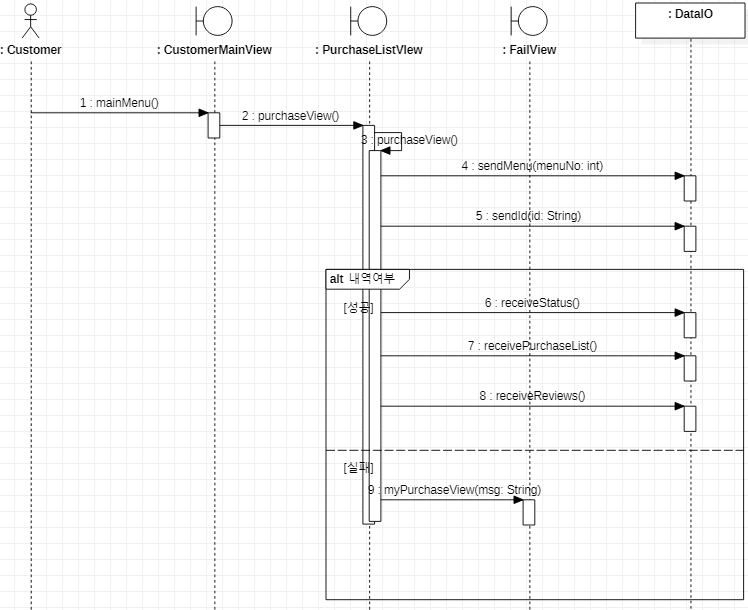 : Customer
: CustomerMainView
: PurchaseListVIew
: FailView
: DataIO
1 : mainMenu()
2 : purchaseView()
3 : purchaseView()
4 : sendMenu(menuNo: int)
5 : sendId(id: String)
alt 내역여부
[성공]
6 : receiveStatus()
7 : receivePurchaseList()
8 : receiveReviews()
[실패]
9 : myPurchaseView(msg: String)